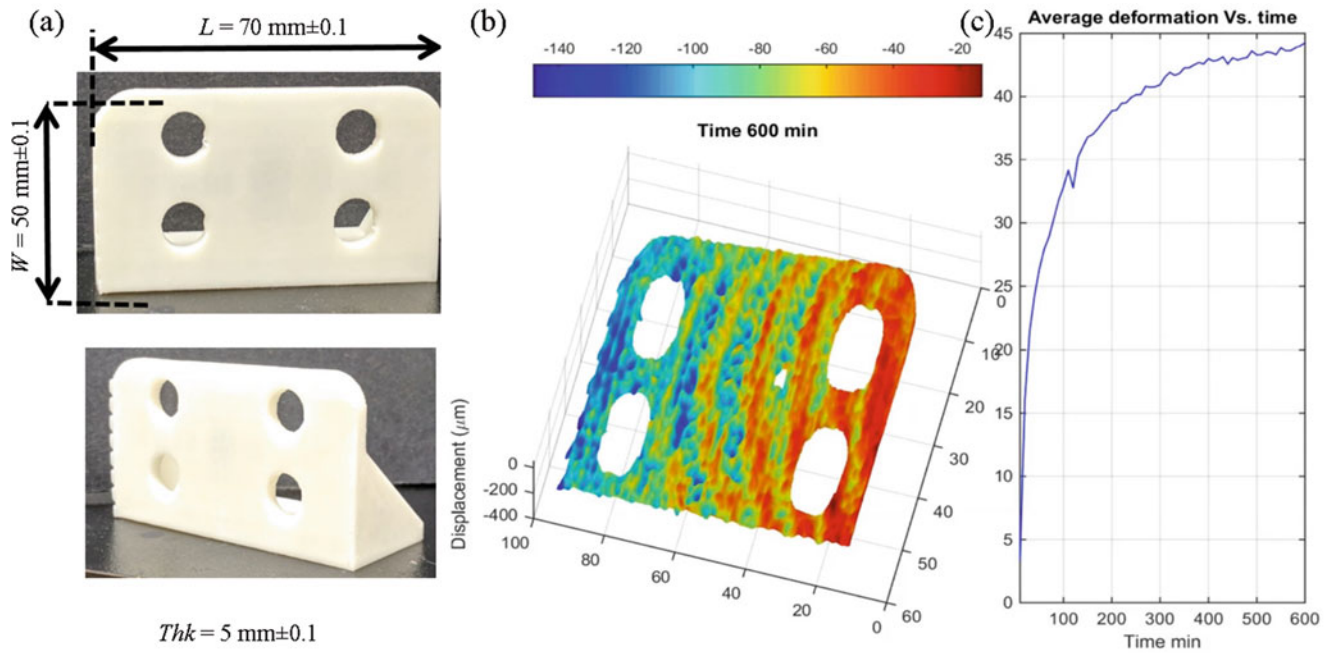 (a)
L = 70 mm±0.1
W = 50 mm±0.1
Thk = 5 mm±0.1
(b)
-140 -120 -100 -80 -60 -40 -20
Time 600 min
Displacement (μm)
0
-200
-400
100
80
60
40
20
0
0
10
20
30
40
50
60
(c)
Average deformation Vs. time
45
40
35
30
25
20
15
10
5
0
100 200 300 400 500 600
Time min